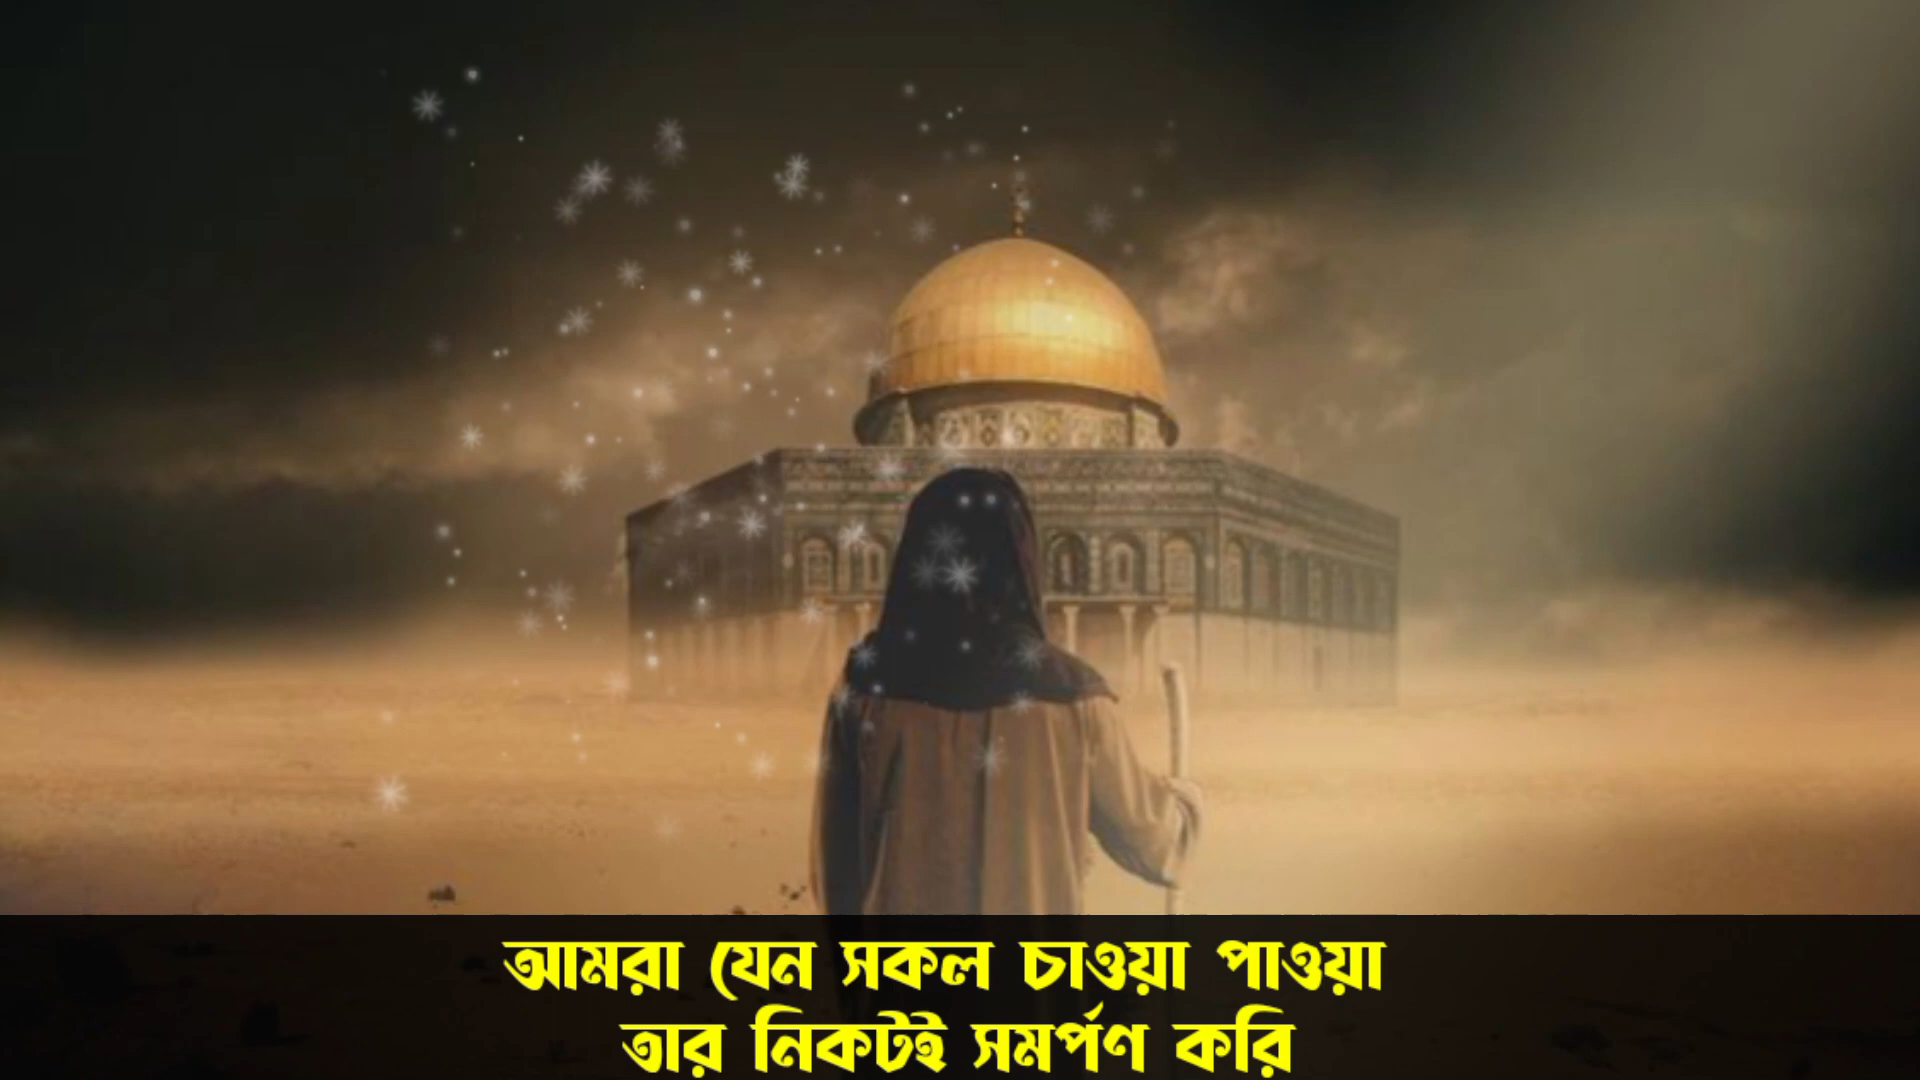 আমরা যেন সকল চাওয়া পাওয়া
তার নিকটই সমর্পণ করি